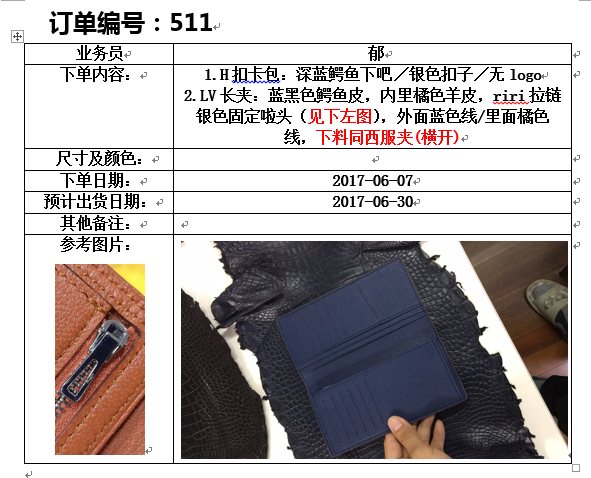 订单编号：511
业务员
郁
下单内容：
1.H扣卡包：深蓝鳄鱼下吧／银色扣子／无logo
2.LV长夹：蓝黑色鳄鱼皮，内里橘色羊皮，riri拉链
银色固定啦头（见下左图），外面蓝色线/里面橘色
线，下料同西服夹(横开)
尺寸及颜色：
下单日期：
2017-06-07
预计出货日期：
2017-06-30
其他备注：
参考图片：